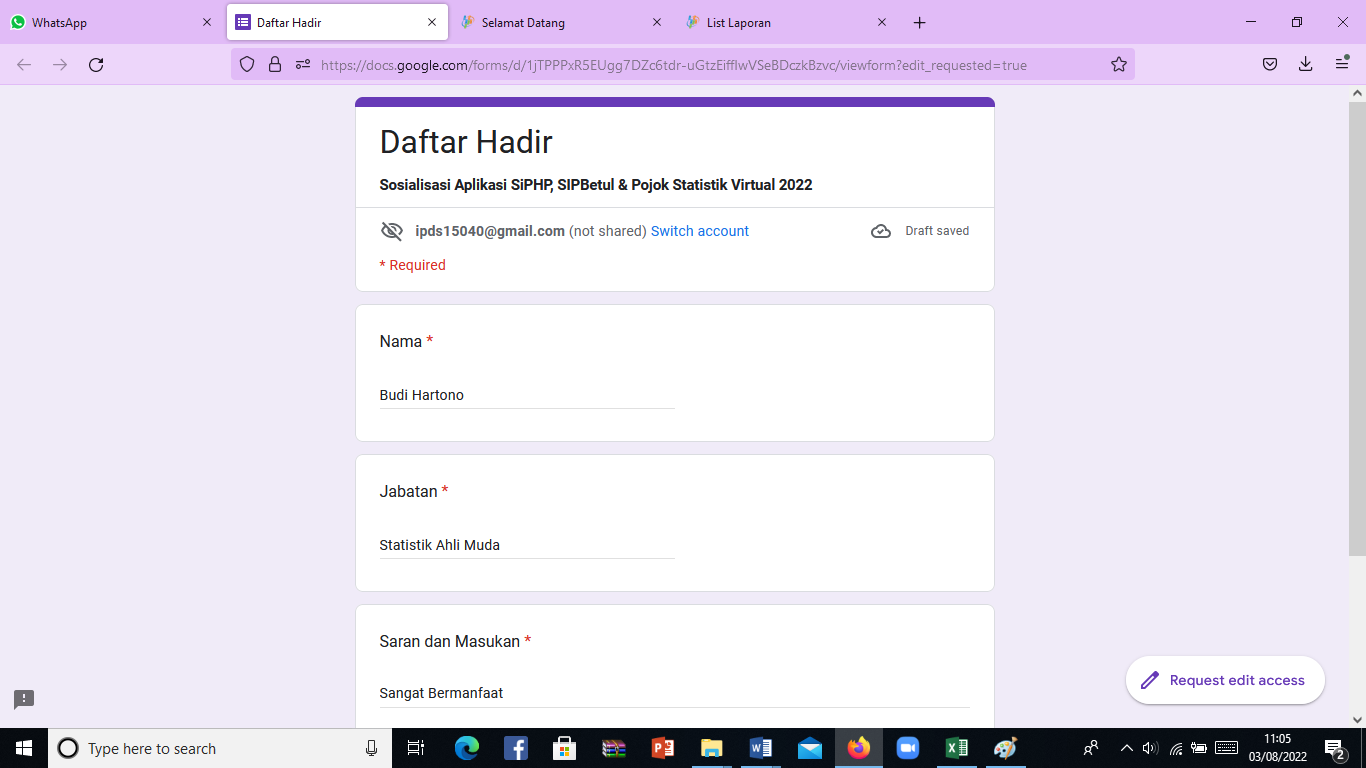 WhatsApp
Daftar Hadir
Selamat Datang
List Laporan
https://docs.google.com/forms/d/1jTPPPxR5EUgg7DZc6tdr-uGtzEiffIwVSeBDczkBzvc/viewform?edit_requested=true
Daftar Hadir
Sosialisasi Aplikasi SiPHP, SIPBetul & Pojok Statistik Virtual 2022
ipds15040@gmail.com (not shared) Switch account
Draft saved
* Required
Nama *
Budi Hartono
Jabatan *
Statistik Ahli Muda
Saran dan Masukan *
Sangat Bermanfaat
Request edit access
Type here to search
11:05
03/08/2022
2